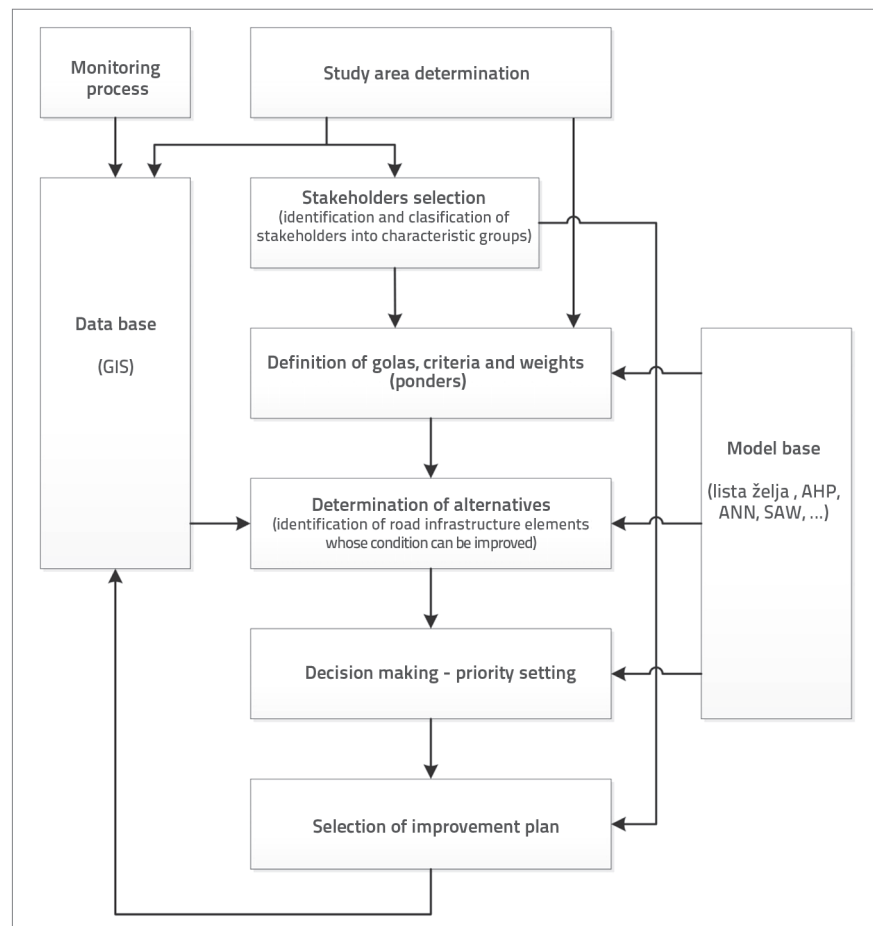 Monitoring
process
Study area determination
Stakeholders selection
(identification and clasification of
stakeholders into characteristic groups)
Data base
(GIS)
Definition of golas, criteria and weights
(ponders)
Model base
(lista želja , AHP,
ANN, SAW, ...)
Determination of alternatives
(identification of road infrastructure elements
whose condition can be improved)
Decision making - priority setting
Selection of improvement plan